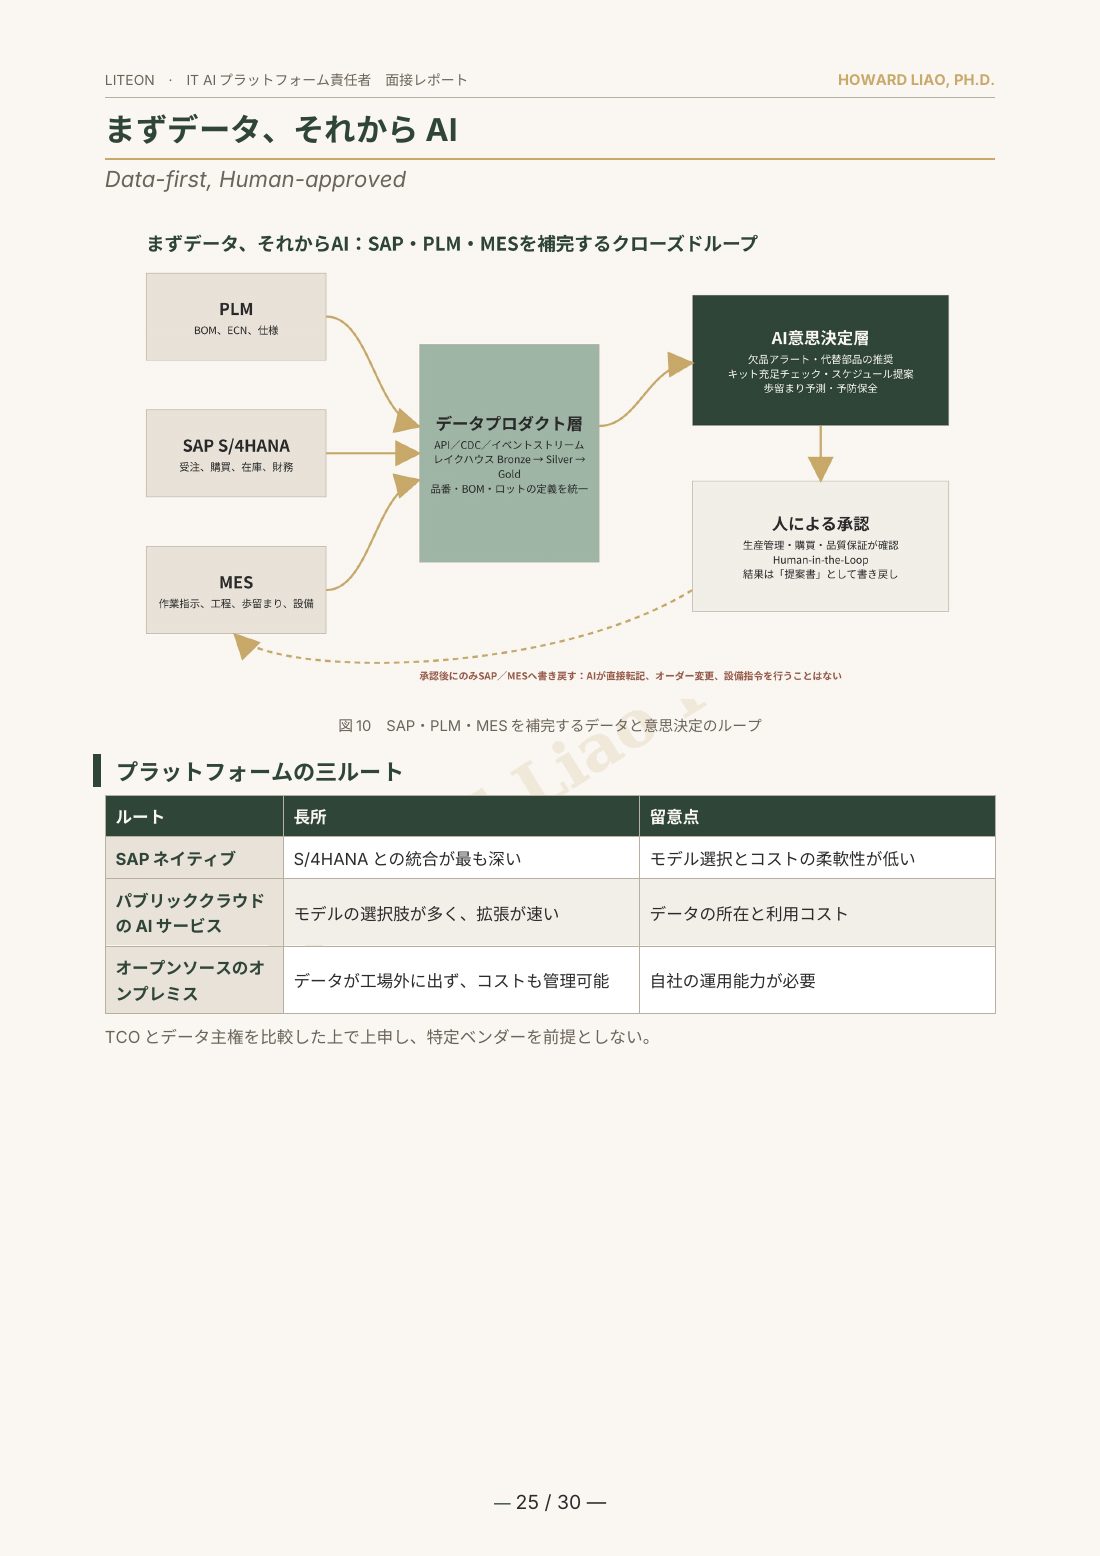 LITEON · IT AI プラットフォーム責任者 面接レポート
HOWARD LIAO, PH.D.
まずデータ、それから AI
Data-first, Human-approved
まずデータ、それからAI：SAP・PLM・MESを補完するクローズドループ
PLM
BOM、ECN、仕様
SAP S/4HANA
受注、購買、在庫、財務
MES
作業指示、工程、歩留まり、設備
データプロダクト層
API／CDC／イベントストリーム
レイクハウス Bronze → Silver →
Gold
品番・BOM・ロットの定義を統一
AI意思決定層
欠品アラート・代替部品の推奨
キット充足チェック・スケジュール提案
歩留まり予測・予防保全
人による承認
生産管理・購買・品質保証が確認
Human-in-the-Loop
結果は「提案書」として書き戻し
承認後にのみSAP／MESへ書き戻す：AIが直接転記、オーダー変更、設備指令を行うことはない
図 10 SAP・PLM・MES を補完するデータと意思決定のループ
Liao
プラットフォームの三ルート
ルート
長所
留意点
SAP ネイティブ
S/4HANA との統合が最も深い
モデル選択とコストの柔軟性が低い
パブリッククラウド
の AI サービス
モデルの選択肢が多く、拡張が速い
データの所在と利用コスト
オープンソースのオ
ンプレミス
データが工場外に出ず、コストも管理可能
自社の運用能力が必要
TCO とデータ主権を比較した上で上申し、特定ベンダーを前提としない。
— 25 / 30 —